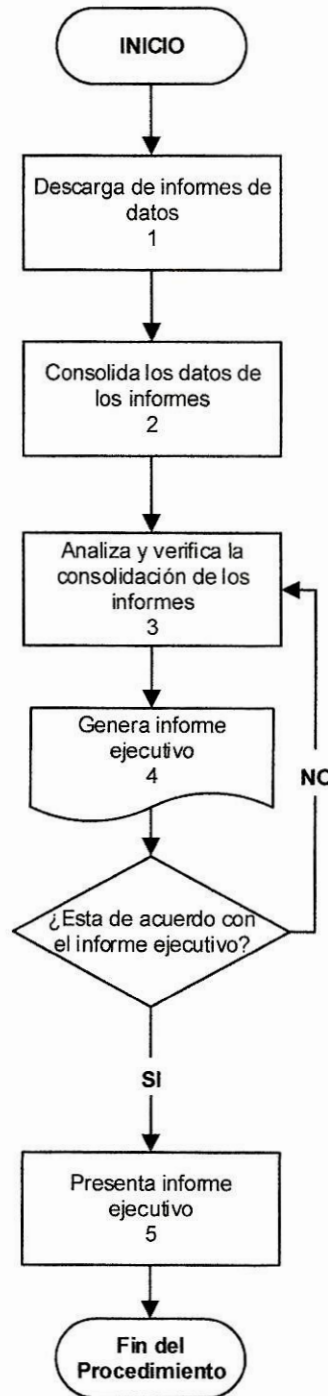 INICIO
Descarga de informes de
datos
1
Consolida los datos de
los informes
2
Analiza y verifica la
consolidación de los
informes
3
Genera informe
ejecutivo
4
NO
¿Esta de acuerdo con
el informe ejecutivo?
SI
Presenta informe
ejecutivo
5
Fin del
Procedimiento